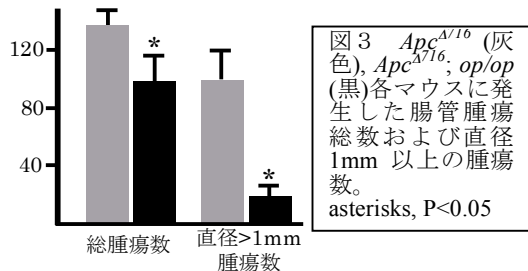 120
80
40
*
*
総腫瘍数
直径>1mm
腫瘍数
図３ Apc^Δ/16 (灰
色), Apc^Δ716; op/op
(黒)各マウスに発
生した腸管腫瘍
総数および直径
1mm 以上の腫瘍
数。
asterisks, P<0.05